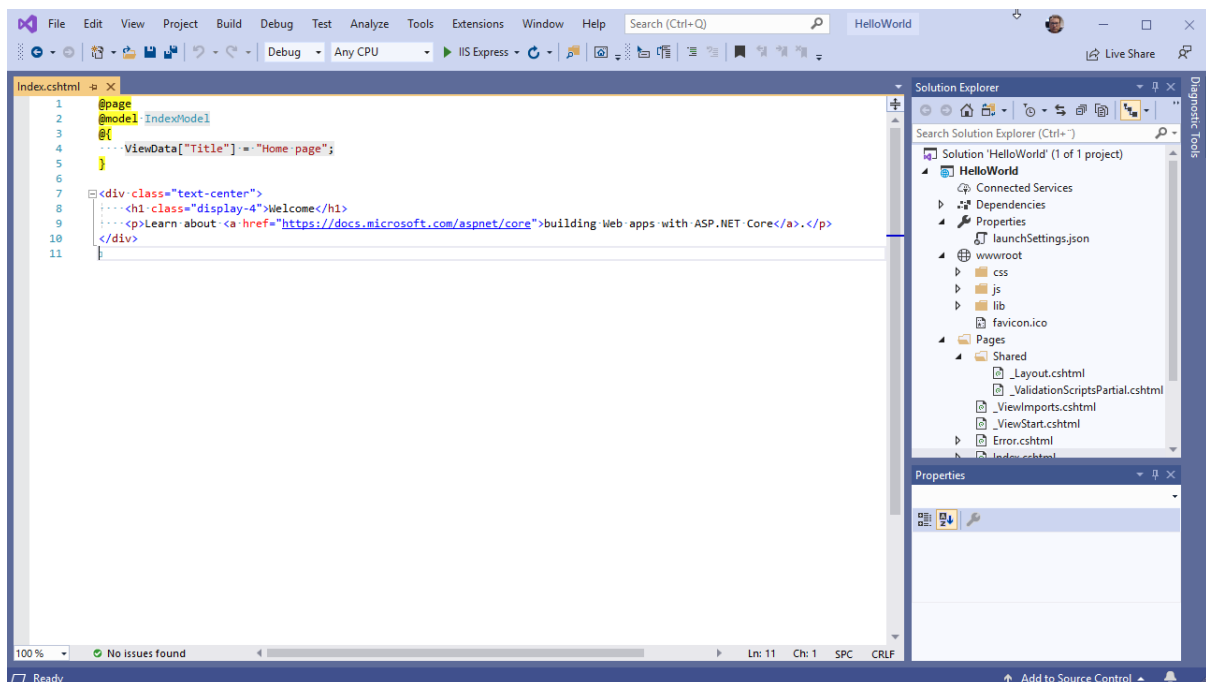 File Edit View Project Build Debug Test Analyze Tools Extensions Window Help Search (Ctrl+Q) HelloWorld
Debug Any CPU IIS Express Live Share
Index.cshtml
1 @page
2 @model IndexModel
3 @{
4 ViewData["Title"] = "Home page";
5 }
6
7 <div class="text-center">
8 <h1 class="display-4">Welcome</h1>
9 <p>Learn about <a href="https://docs.microsoft.com/aspnet/core">building Web apps with ASP.NET Core</a>.</p>
10 </div>
11
100 % No issues found Ln: 11 Ch: 1 SPC CRLF
Solution Explorer
Search Solution Explorer (Ctrl+¨)
Solution 'HelloWorld' (1 of 1 project)
HelloWorld
Connected Services
Dependencies
Properties
launchSettings.json
wwwroot
css
js
lib
favicon.ico
Pages
Shared
_Layout.cshtml
_ValidationScriptsPartial.cshtml
_ViewImports.cshtml
_ViewStart.cshtml
Error.cshtml
Index.cshtml
Properties
Diagnostic Tools
Ready Add to Source Control